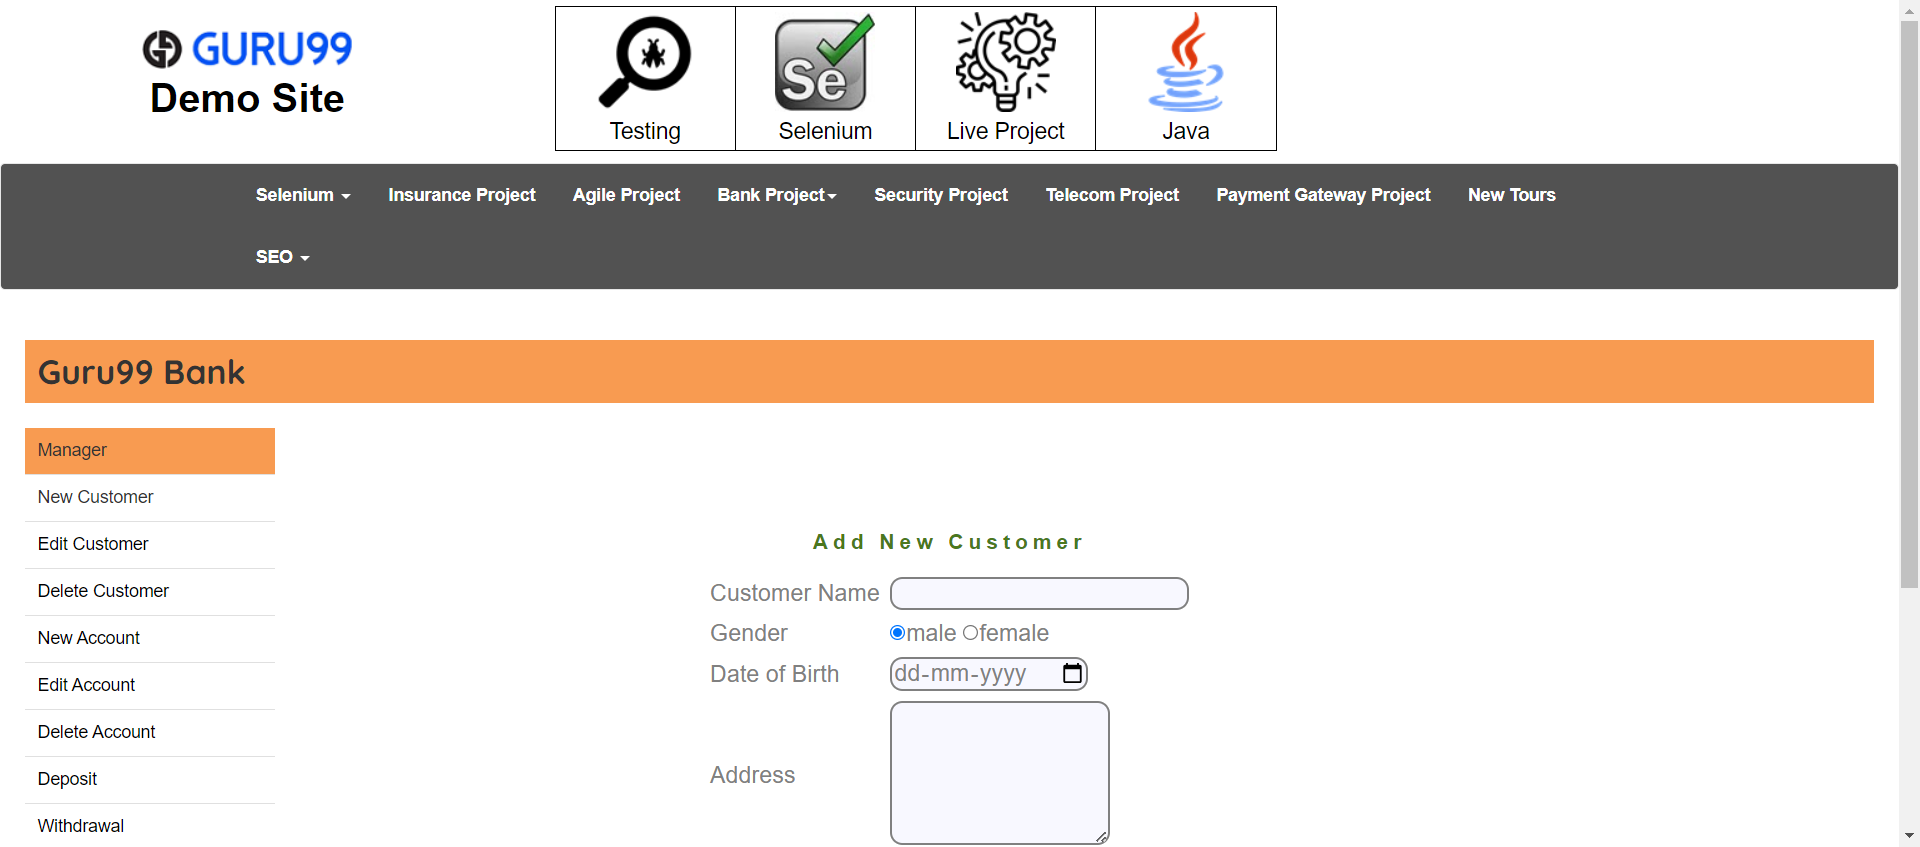 GURU99
Demo Site
Testing
Se
Selenium
Live Project
Java
Selenium
Insurance Project
Agile Project
Bank Project
Security Project
Telecom Project
Payment Gateway Project
New Tours
SEO
Guru99 Bank
Manager
New Customer
Edit Customer
Delete Customer
New Account
Edit Account
Delete Account
Deposit
Withdrawal
Add New Customer
Customer Name
Gender
male female
Date of Birth
dd-mm-yyyy
Address